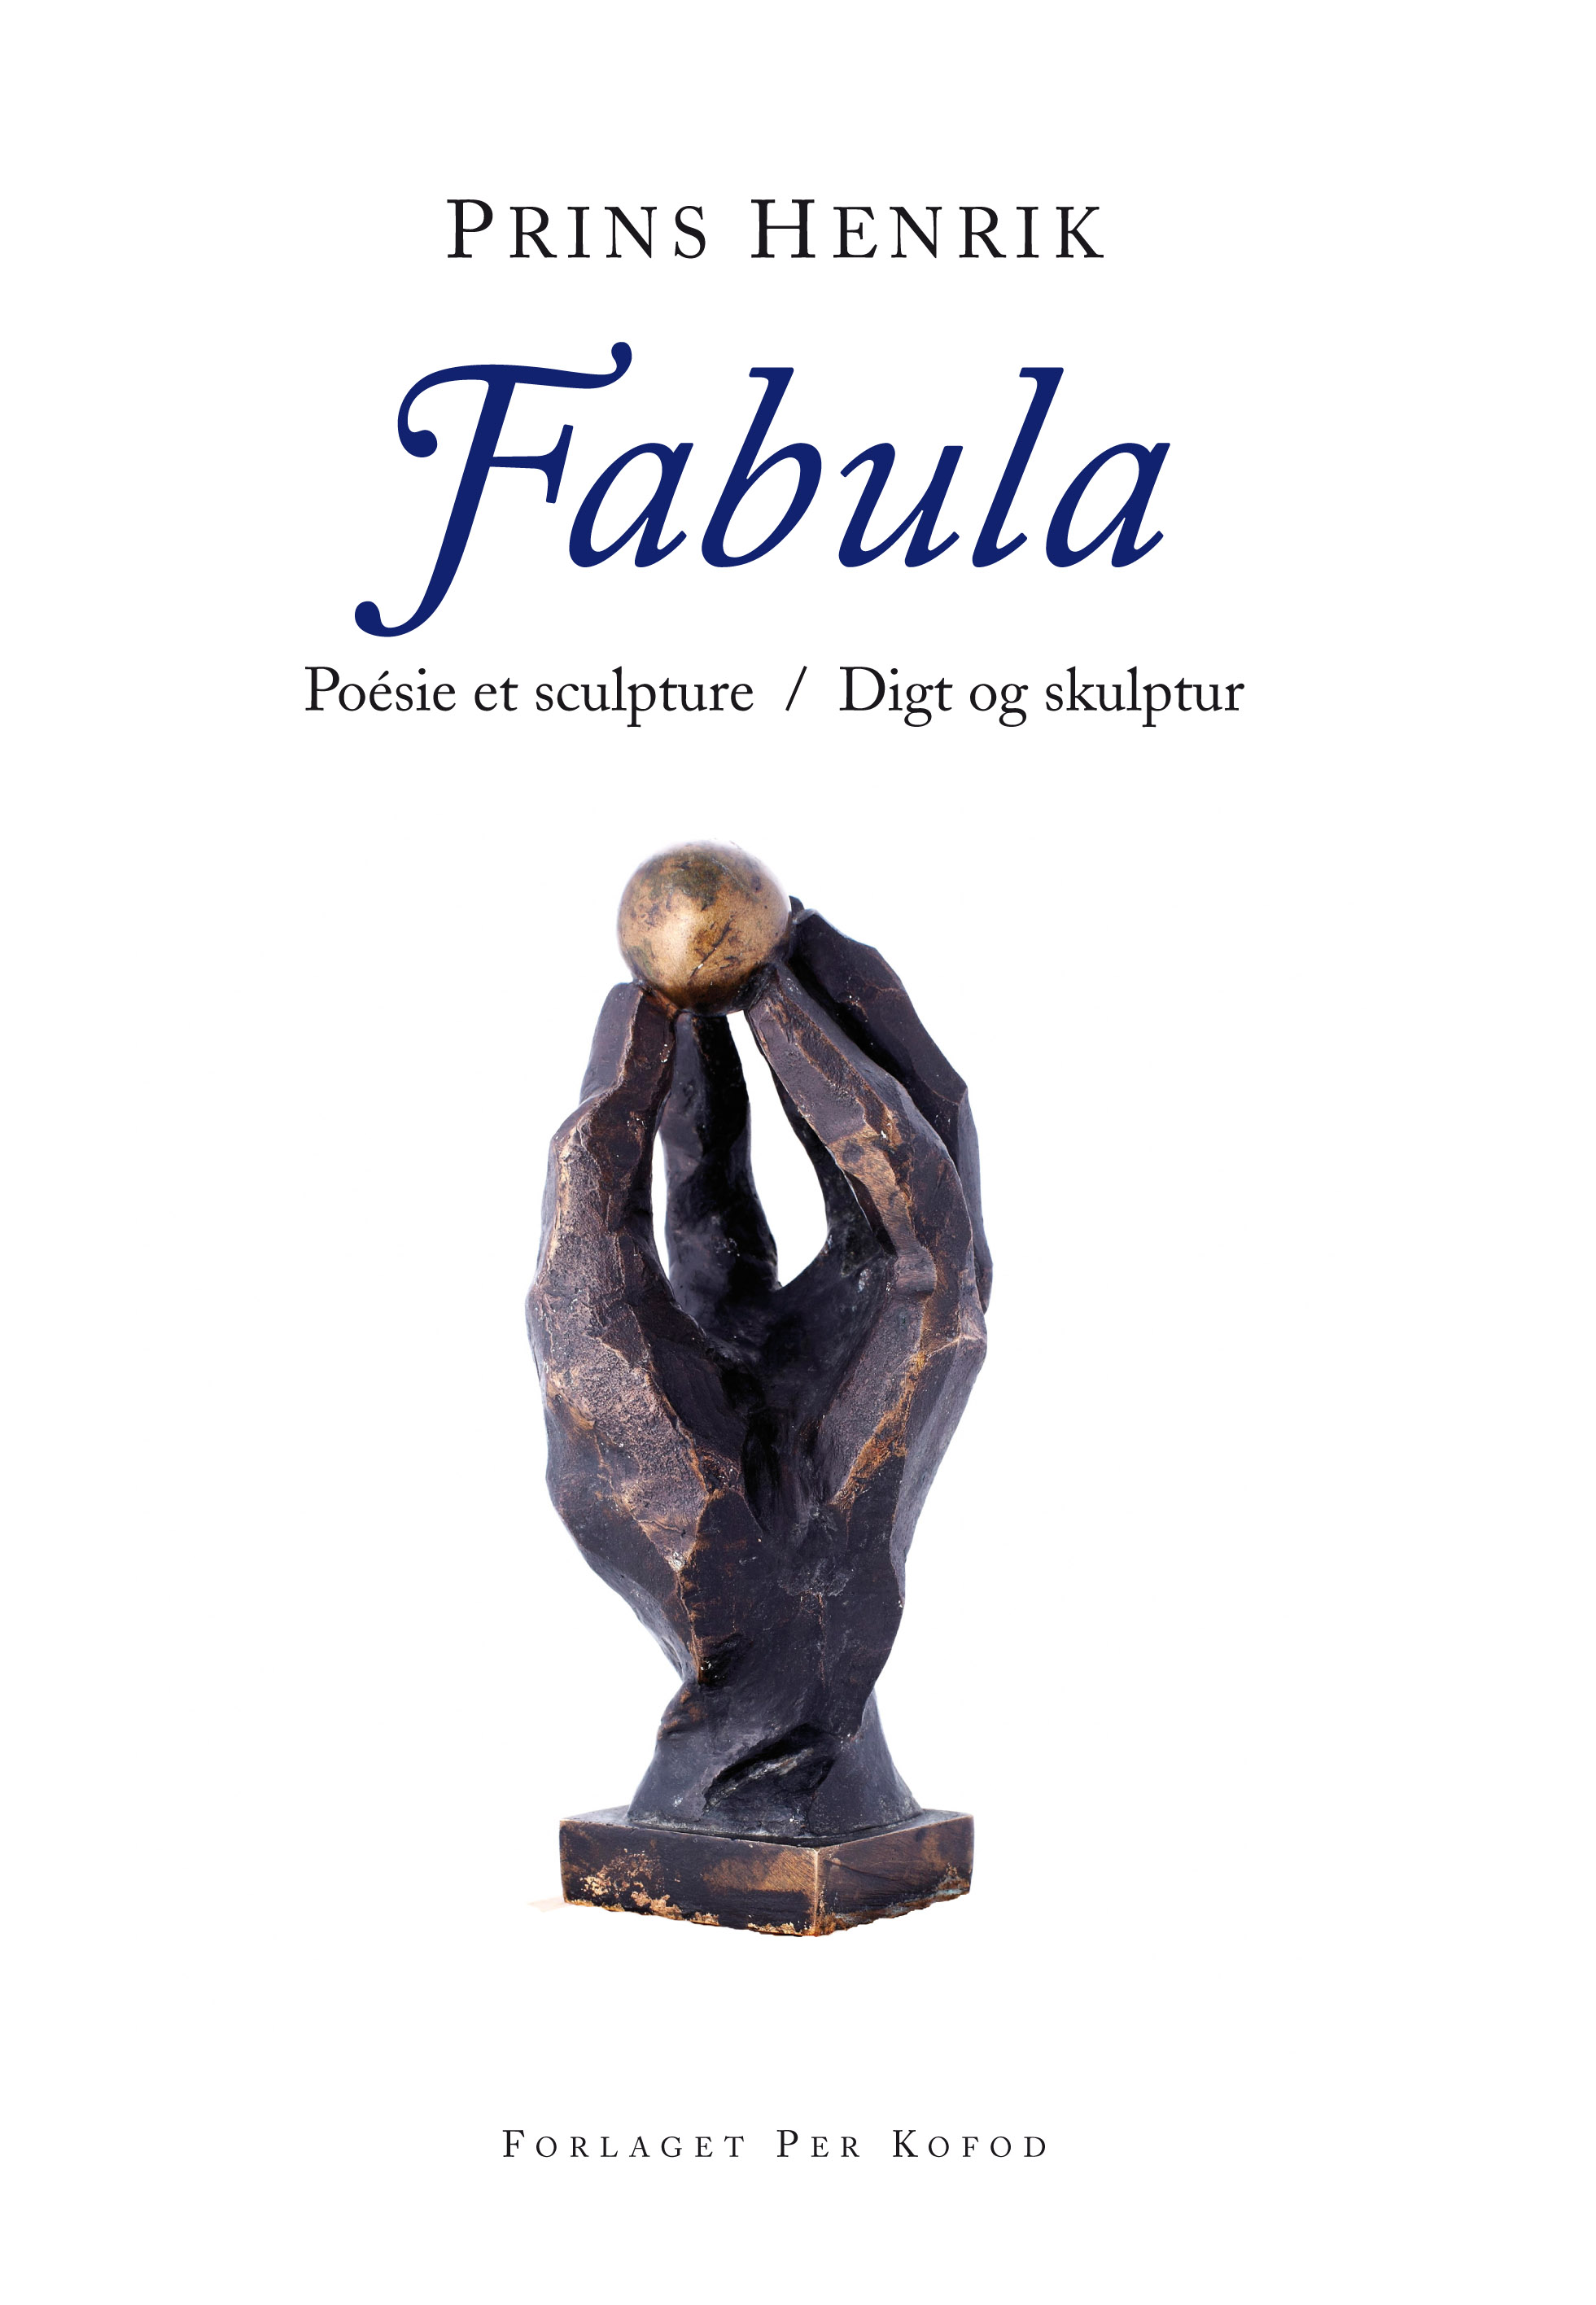 PRINS HENRIK
Fabula
Poésie et sculpture / Digt og skulptur
FORLAGET PER KOFOD